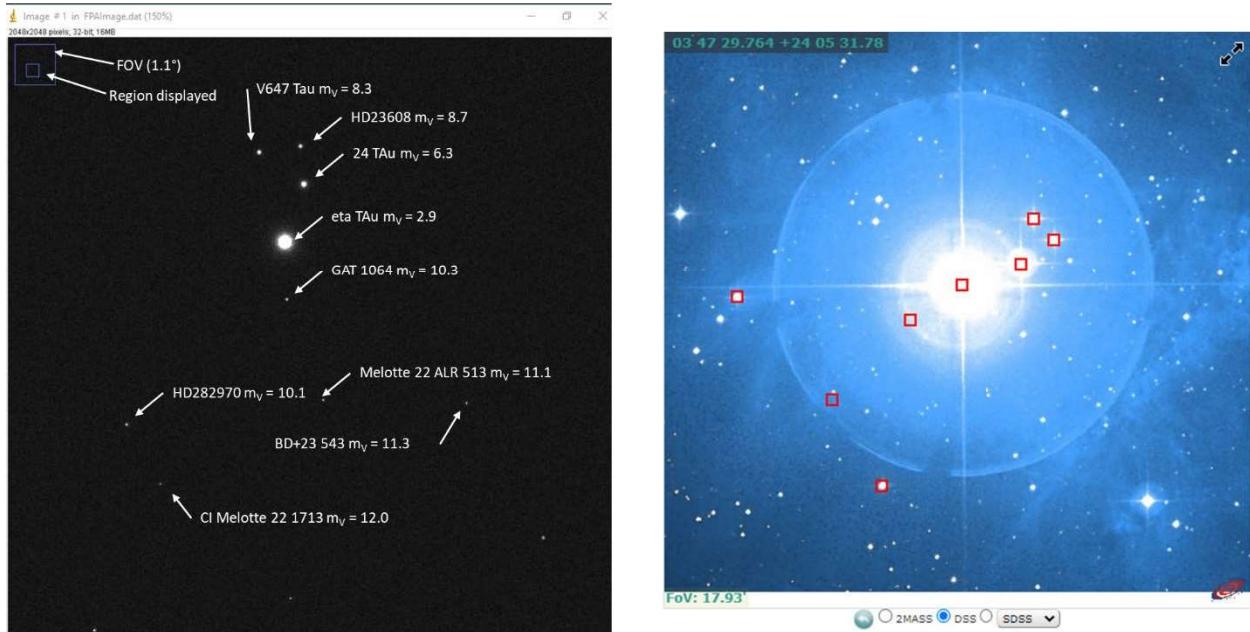 Image # 1 in FPAImage.dat (150%)
2048x2048 pixels; 32-bit; 16MB
FOV (1.1°)
Region displayed
V647 Tau mV = 8.3
HD23608 mV = 8.7
24 TAu mV = 6.3
eta TAu mV = 2.9
GAT 1064 mV = 10.3
Melotte 22 ALR 513 mV = 11.1
HD282970 mV = 10.1
BD+23 543 mV = 11.3
CI Melotte 22 1713 mV = 12.0
03 47 29.764 +24 05 31.78
FoV: 17.93'
2MASS DSS SDSS